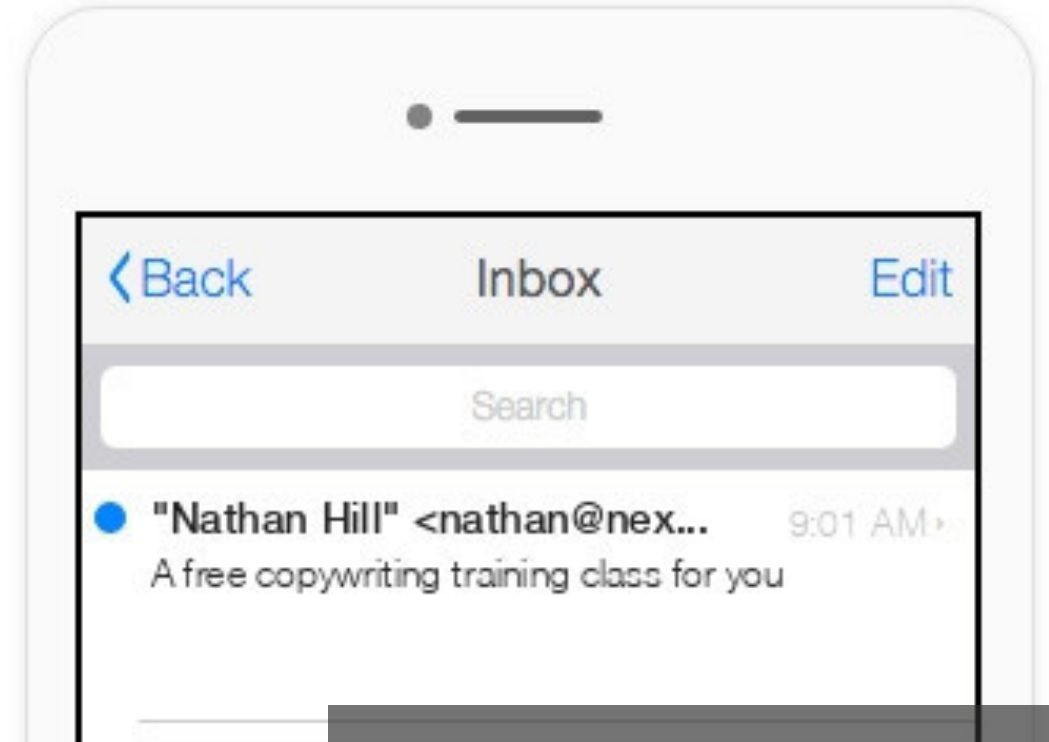 Back Inbox Edit
Search
"Nathan Hill" <nathan@nex... 9:01 AM
A free copywriting training class for you